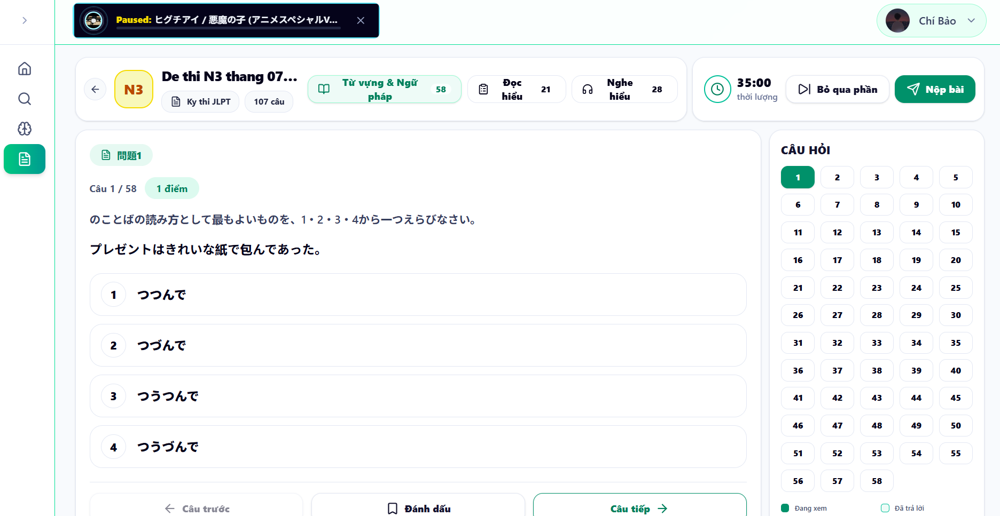 Paused: ヒグチアイ / 悪魔の子 (アニメスペシャルV...
Chí Bảo
N3
De thi N3 thang 07...
Ky thi JLPT
107 câu
Từ vựng & Ngữ pháp
58
Đọc hiểu
21
Nghe hiểu
28
35:00
thời lượng
Bỏ qua phần
Nộp bài
問題1
Câu 1 / 58
1 điểm
のことばの読み方として最もよいものを、1・2・3・4から一つえらびなさい。
プレゼントはきれいな紙で包んであった。
1 つつんで
2 つづんで
3 つうつんで
4 つうづんで
Câu trước
Đánh dấu
Câu tiếp
CÂU HỎI
1 2 3 4 5
6 7 8 9 10
11 12 13 14 15
16 17 18 19 20
21 22 23 24 25
26 27 28 29 30
31 32 33 34 35
36 37 38 39 40
41 42 43 44 45
46 47 48 49 50
51 52 53 54 55
56 57 58
Đang xem
Đã trả lời